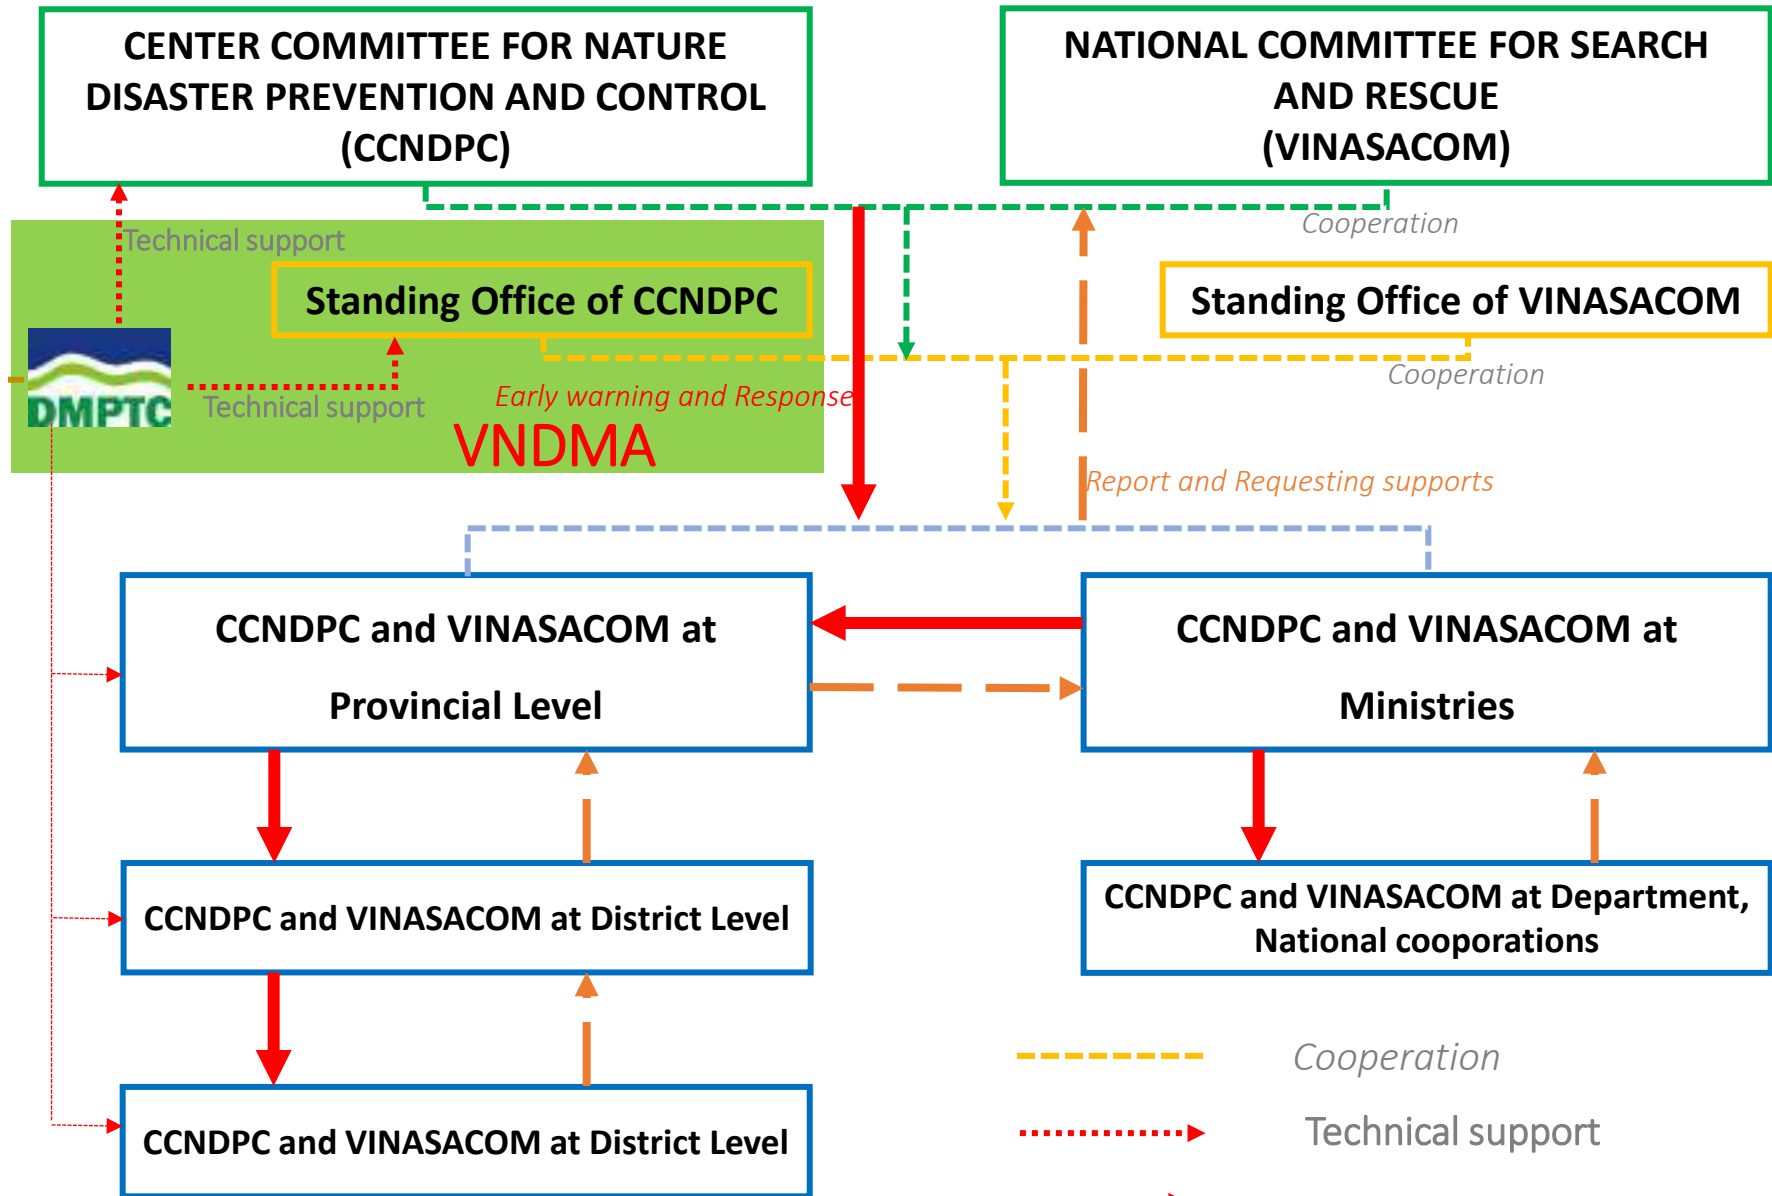 CENTER COMMITTEE FOR NATURE
DISASTER PREVENTION AND CONTROL
(CCNDPC)
NATIONAL COMMITTEE FOR SEARCH
AND RESCUE
(VINASACOM)
Technical support
Cooperation
Standing Office of CCNDPC
Standing Office of VINASACOM
DMPTC
Technical support
Early warning and Response
Cooperation
VNDMA
Report and Requesting supports
CCNDPC and VINASACOM at
Provincial Level
CCNDPC and VINASACOM at
Ministries
CCNDPC and VINASACOM at District Level
CCNDPC and VINASACOM at Department,
National cooporations
Cooperation
Technical support
CCNDPC and VINASACOM at District Level